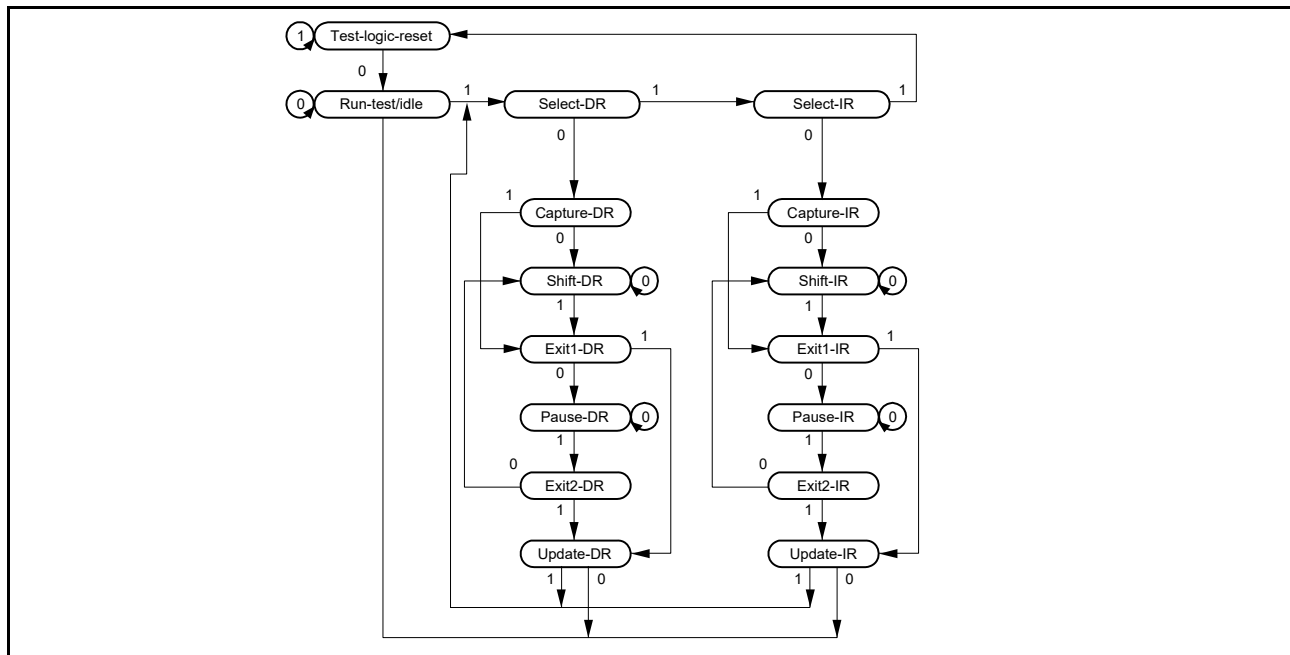 1 Test-logic-reset
0
0 Run-test/idle 1 Select-DR 1 Select-IR 1
0 0
1 1
Capture-DR Capture-IR
0 0
Shift-DR 0 Shift-IR 0
1 1
Exit1-DR 1 Exit1-IR 1
0 0
Pause-DR 0 Pause-IR 0
1 1
0 0
Exit2-DR Exit2-IR
1 1
Update-DR Update-IR
1 0 1 0